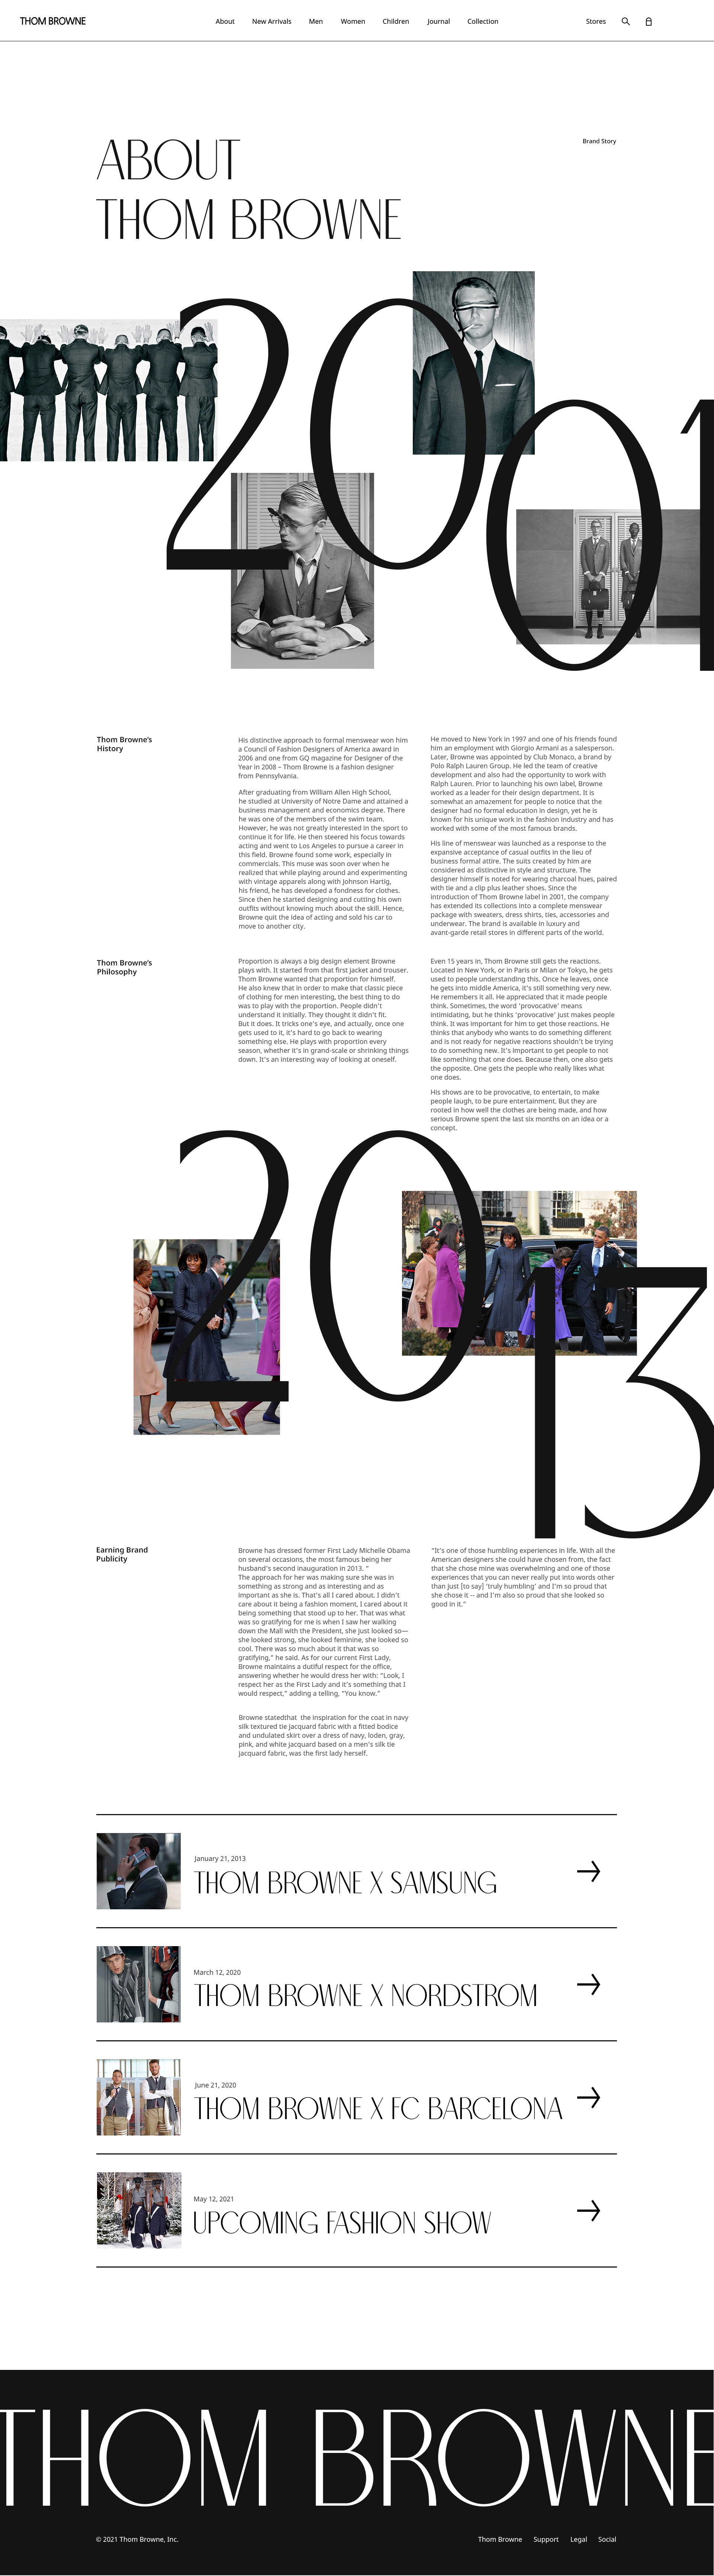 THOM BROWNE
About New Arrivals Men Women Children Journal Collection
Stores
ABOUT
THOM BROWNE
Brand Story
20
01
Thom Browne's
History
His distinctive approach to formal menswear won him
a Council of Fashion Designers of America award in
2006 and one from GQ magazine for Designer of the
Year in 2008 – Thom Browne is a fashion designer
from Pennsylvania.
After graduating from William Allen High School,
he studied at University of Notre Dame and attained a
business management and economics degree. There
he was one of the members of the swim team.
However, he was not greatly interested in the sport to
continue it for life. He then steered his focus towards
acting and went to Los Angeles to pursue a career in
this field. Browne found some work, especially in
commercials. This muse was soon over when he
realized that while playing around and experimenting
with vintage apparels along with Johnson Hartig,
his friend, he has developed a fondness for clothes.
Since then he started designing and cutting his own
outfits without knowing much about the skill. Hence,
Browne quit the idea of acting and sold his car to
move to another city.
He moved to New York in 1997 and one of his friends found
him an employment with Giorgio Armani as a salesperson.
Later, Browne was appointed by Club Monaco, a brand by
Polo Ralph Lauren Group. He led the team of creative
development and also had the opportunity to work with
Ralph Lauren. Prior to launching his own label, Browne
worked as a leader for their design department. It is
somewhat an amazement for people to notice that the
designer had no formal education in design, yet he is
known for his unique work in the fashion industry and has
worked with some of the most famous brands.
His line of menswear was launched as a response to the
expansive acceptance of casual outfits in the lieu of
business formal attire. The suits created by him are
considered as distinctive in style and structure. The
designer himself is noted for wearing charcoal hues, paired
with tie and a clip plus leather shoes. Since the
introduction of Thom Browne label in 2001, the company
has extended its collections into a complete menswear
package with sweaters, dress shirts, ties, accessories and
underwear. The brand is available in luxury and
avant-garde retail stores in different parts of the world.
Thom Browne's
Philosophy
Proportion is always a big design element Browne
plays with. It started from that first jacket and trouser.
Thom Browne wanted that proportion for himself.
He also knew that in order to make that classic piece
of clothing for men interesting, the best thing to do
was to play with the proportion. People didn't
understand it initially. They thought it didn't fit.
But it does. It tricks one's eye, and actually, once one
gets used to it, it's hard to go back to wearing
something else. He plays with proportion every
season, whether it's in grand-scale or shrinking things
down. It's an interesting way of looking at oneself.
Even 15 years in, Thom Browne still gets the reactions.
Located in New York, or in Paris or Milan or Tokyo, he gets
used to people understanding this. Once he leaves, once
he gets into middle America, it's still something very new.
He remembers it all. He appreciated that it made people
think. Sometimes, the word 'provocative' means
intimidating, but he thinks 'provocative' just makes people
think. It was important for him to get those reactions. He
thinks that anybody who wants to do something different
and is not ready for negative reactions shouldn't be trying
to do something new. It's important to get people to not
like something that one does. Because then, one also gets
the opposite. One gets the people who really likes what
one does.
His shows are to be provocative, to entertain, to make
people laugh, to be pure entertainment. But they are
rooted in how well the clothes are being made, and how
serious Browne spent the last six months on an idea or a
concept.
20
13
Earning Brand
Publicity
Browne has dressed former First Lady Michelle Obama
on several occasions, the most famous being her
husband's second inauguration in 2013. "
The approach for her was making sure she was in
something as strong and as interesting and as
important as she is. That's all I cared about. I didn't
care about it being a fashion moment, I cared about it
being something that stood up to her. That was what
was so gratifying for me is when I saw her walking
down the Mall with the President, she just looked so—
she looked strong, she looked feminine, she looked so
cool. There was so much about it that was so
gratifying," he said. As for our current First Lady,
Browne maintains a dutiful respect for the office,
answering whether he would dress her with: "Look, I
respect her as the First Lady and it's something that I
would respect," adding a telling, "You know."
Browne statedthat the inspiration for the coat in navy
silk textured tie jacquard fabric with a fitted bodice
and undulated skirt over a dress of navy, loden, gray,
pink, and white jacquard based on a men's silk tie
jacquard fabric, was the first lady herself.
"It's one of those humbling experiences in life. With all the
American designers she could have chosen from, the fact
that she chose mine was overwhelming and one of those
experiences that you can never really put into words other
than just [to say] 'truly humbling' and I'm so proud that
she chose it -- and I'm also so proud that she looked so
good in it."
January 21, 2013
THOM BROWNE X SAMSUNG
March 12, 2020
THOM BROWNE X NORDSTROM
June 21, 2020
THOM BROWNE X FC BARCELONA
May 12, 2021
UPCOMING FASHION SHOW
THOM BROWNE
© 2021 Thom Browne, Inc.
Thom Browne Support Legal Social